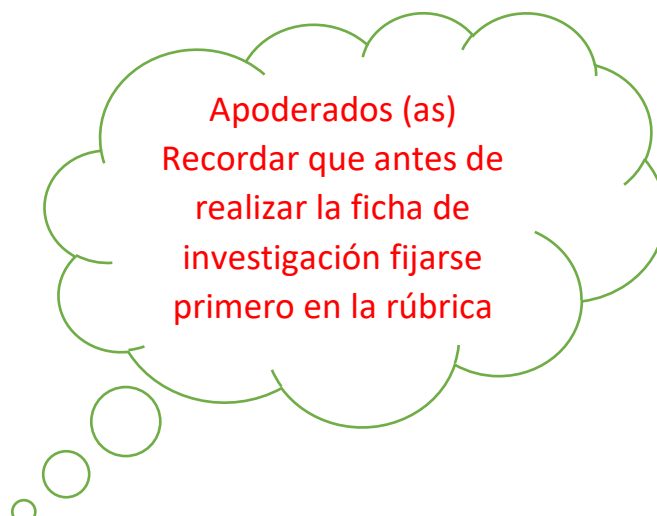 Apoderados (as)
Recordar que antes de
realizar la ficha de
investigación fijarse
primero en la rúbrica